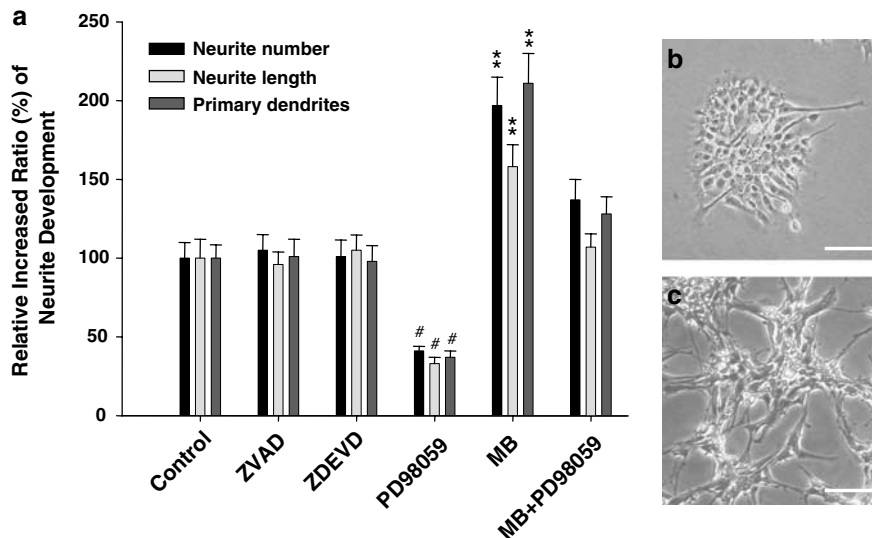 a
Relative Increased Ratio (%) of
Neurite Development
250
200
150
100
50
0
Neurite number
Neurite length
Primary dendrites
# # #
** ** **
Control
ZVAD
ZDEVD
PD98059
MB
MB+PD98059
b
c